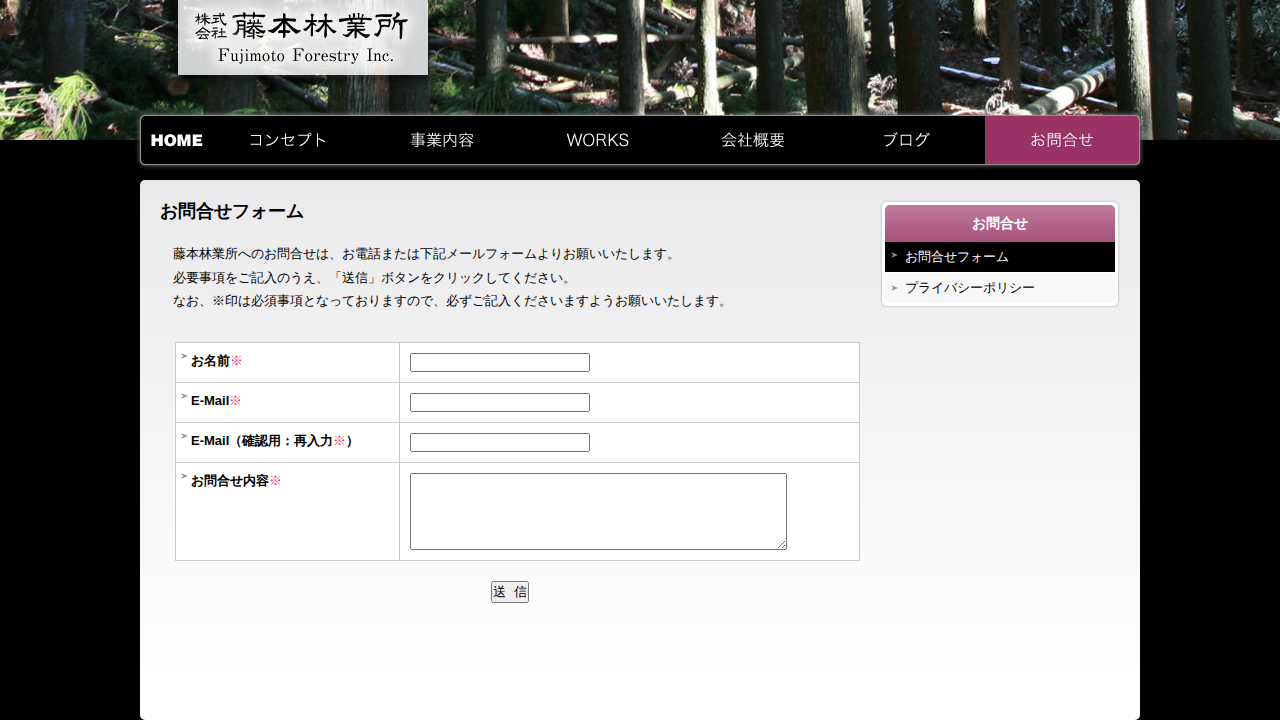 株式会社 藤本林業所
Fujimoto Forestry Inc.
HOME コンセプト 事業内容 WORKS 会社概要 ブログ お問合せ
お問合せフォーム
藤本林業所へのお問合せは、お電話または下記メールフォームよりお願いいたします。
必要事項をご記入のうえ、「送信」ボタンをクリックしてください。
なお、※印は必須事項となっておりますので、必ずご記入くださいますようお願いいたします。
お名前※
E-Mail※
E-Mail（確認用：再入力※）
お問合せ内容※
送 信
お問合せ
お問合せフォーム
プライバシーポリシー